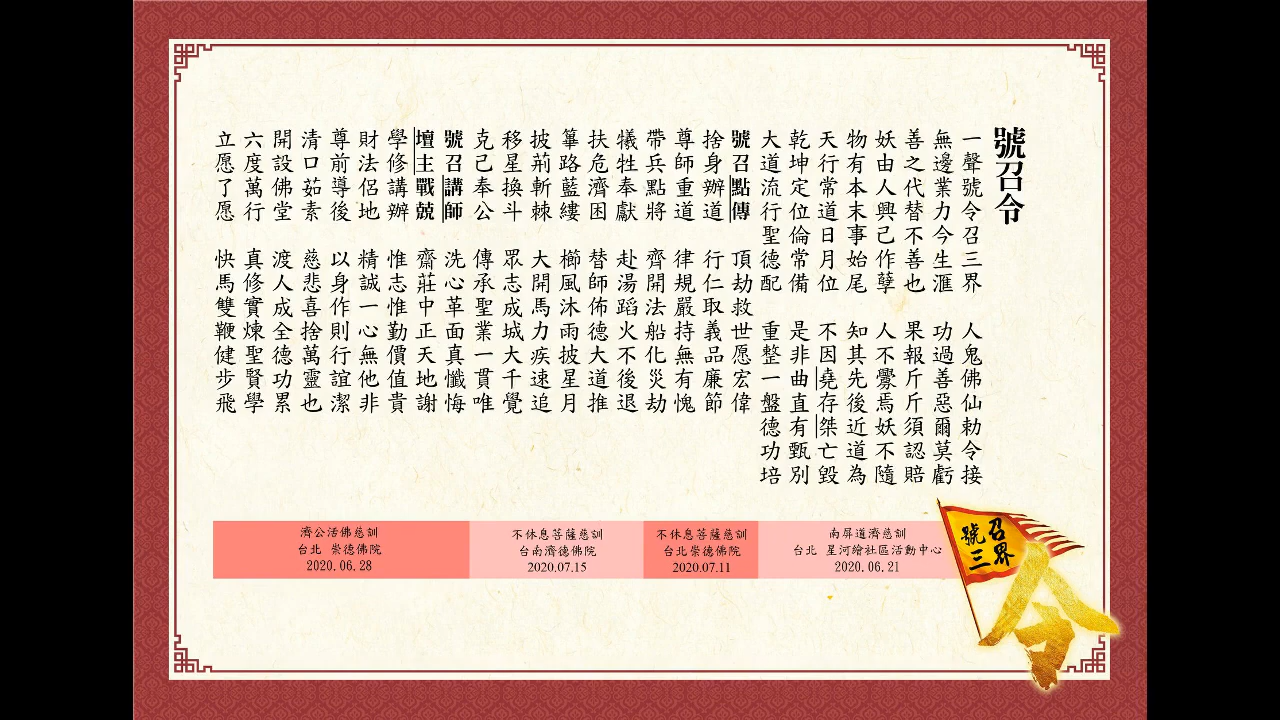 號召令
一聲號令召三界 人鬼佛仙勅令接
無邊業力今生滙 功過善惡爾莫虧
善之代替不善也 果報斤斤須認賠
妖由人興己作孽 人不釁焉妖不隨
物有本末事始尾 知其先後近道為
天行常道日月位 不因堯存桀亡毀
乾坤定位倫常備 是非曲直有甄別
大道流行聖德配 重整一盤德功培
號召點傳 頂劫救世愿宏偉
捨身辦道 行仁取義品廉節
尊師重道 律規嚴持無有愧
帶兵點將 齊開法船化災劫
犧牲奉獻 赴湯蹈火不後退
扶危濟困 替師佈德大道推
篳路藍縷 櫛風沐雨披星月
披荊斬棘 大開馬力疾速追
移星換斗 眾志成城大千覺
克己奉公 傳承聖業一貫唯
號召講師 洗心革面真懺悔
壇主戰兢 齋莊中正天地謝
學修講辦 惟志惟勤價值貴
財法侶地 精誠一心無他非
尊前導後 以身作則行誼潔
清口茹素 慈悲喜捨萬靈也
開設佛堂 渡人成全德功累
六度萬行 真修實煉聖賢學
立愿了愿 快馬雙鞭健步飛
南屏道濟慈訓
台北 星河繪社區活動中心
2020.06.21
不休息菩薩慈訓
台北崇德佛院
2020.07.11
不休息菩薩慈訓
台南濟德佛院
2020.07.15
濟公活佛慈訓
台北 崇德佛院
2020.06.28
號召三界
令